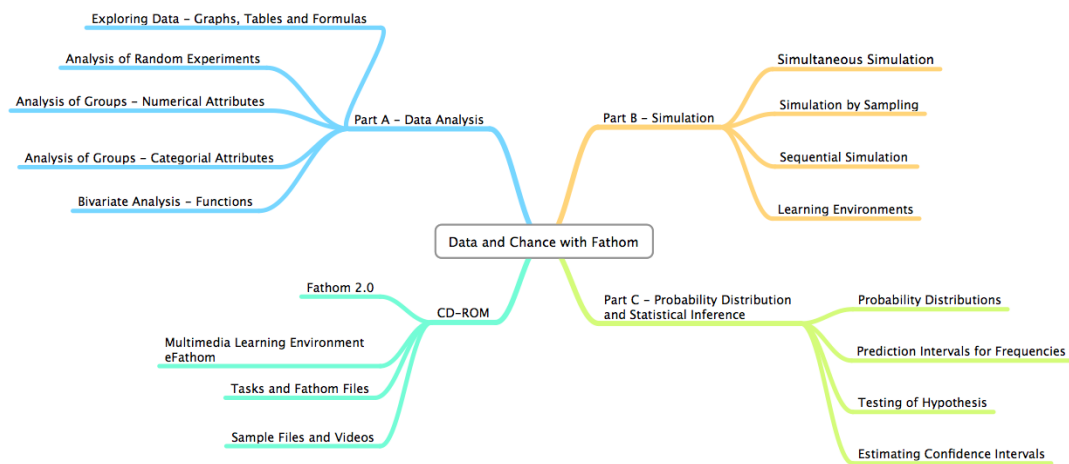 Data and Chance with Fathom
Part A – Data Analysis
Exploring Data – Graphs, Tables and Formulas
Analysis of Random Experiments
Analysis of Groups – Numerical Attributes
Analysis of Groups – Categorial Attributes
Bivariate Analysis – Functions
Part B – Simulation
Simultaneous Simulation
Simulation by Sampling
Sequential Simulation
Learning Environments
Part C – Probability Distribution
and Statistical Inference
Probability Distributions
Prediction Intervals for Frequencies
Testing of Hypothesis
Estimating Confidence Intervals
CD-ROM
Fathom 2.0
Multimedia Learning Environment
eFathom
Tasks and Fathom Files
Sample Files and Videos